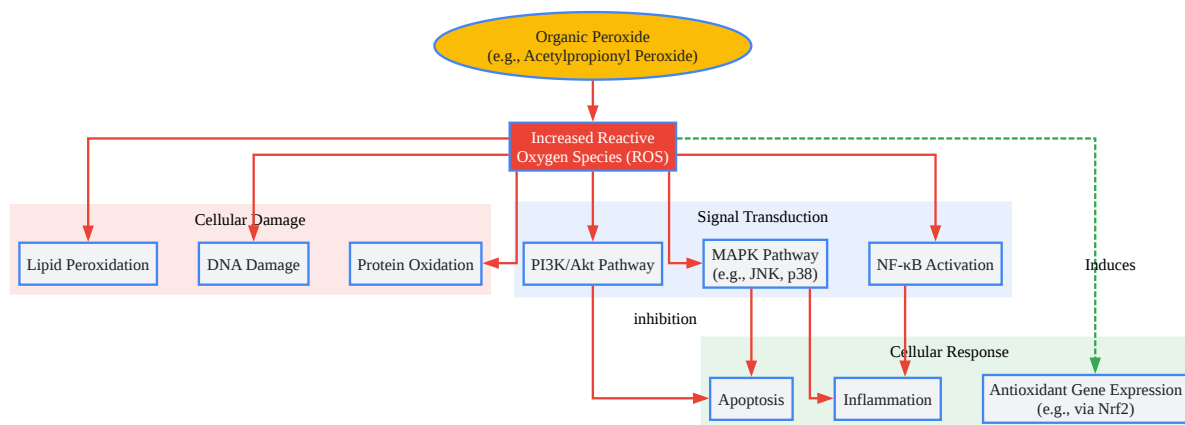 Organic Peroxide
(e.g., Acetylpropionyl Peroxide)
Increased Reactive
Oxygen Species (ROS)
Cellular Damage
Signal Transduction
Lipid Peroxidation
DNA Damage
Protein Oxidation
PI3K/Akt Pathway
MAPK Pathway
(e.g., JNK, p38)
NF-κB Activation
Induces
inhibition
Cellular Response
Apoptosis
Inflammation
Antioxidant Gene Expression
(e.g., via Nrf2)